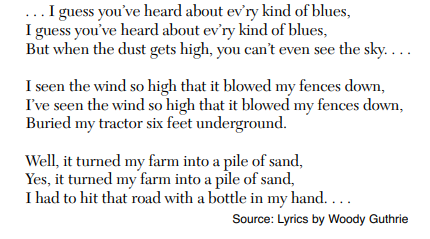 . . . I guess you’ve heard about ev’ry kind of blues,
I guess you’ve heard about ev’ry kind of blues,
But when the dust gets high, you can’t even see the sky. . . .
I seen the wind so high that it blowed my fences down,
I’ve seen the wind so high that it blowed my fences down,
Buried my tractor six feet underground.
Well, it turned my farm into a pile of sand,
Yes, it turned my farm into a pile of sand,
I had to hit that road with a bottle in my hand. . . .
Source: Lyrics by Woody Guthrie